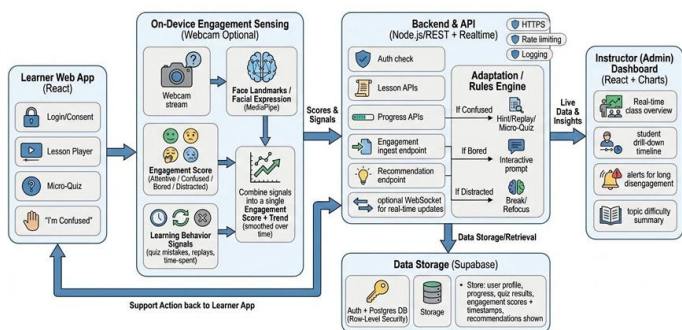 Learner Web App
(React)
Login/Consent
Lesson Player
Micro-Quiz
"I'm Confused"
On-Device Engagement Sensing
(Webcam Optional)
Webcam
stream
Face Landmarks /
Facial Expression
(MediaPipe)
Engagement Score
(Attentive / Confused /
Bored / Distracted)
Learning Behavior
Signals
(quiz mistakes, replays,
time-spent)
Combine signals
into a single
Engagement
Score + Trend
(smoothed over
time)
Scores &
Signals
Backend & API
(Node.js/REST + Realtime)
HTTPS
Rate limiting
Logging
Auth check
Lesson APIs
Progress APIs
Engagement
ingest endpoint
Recommendation
endpoint
optional WebSocket
for real-time updates
Adaptation /
Rules Engine
If Confused
Hint/Replay/
Micro-Quiz
If Bored
Interactive
prompt
If Distracted
Break/
Refocus
Live
Data &
Insights
Instructor (Admin)
Dashboard
(React + Charts)
Real-time
class overview
student
drill-down
timeline
alerts for long
disengagement
topic difficulty
summary
Data Storage/Retrieval
Data Storage (Supabase)
Auth + Postgres DB
(Row-Level Security)
Storage
• Store: user profile,
progress, quiz results,
engagement scores +
timestamps,
recommendations shown
Support Action back to Learner App